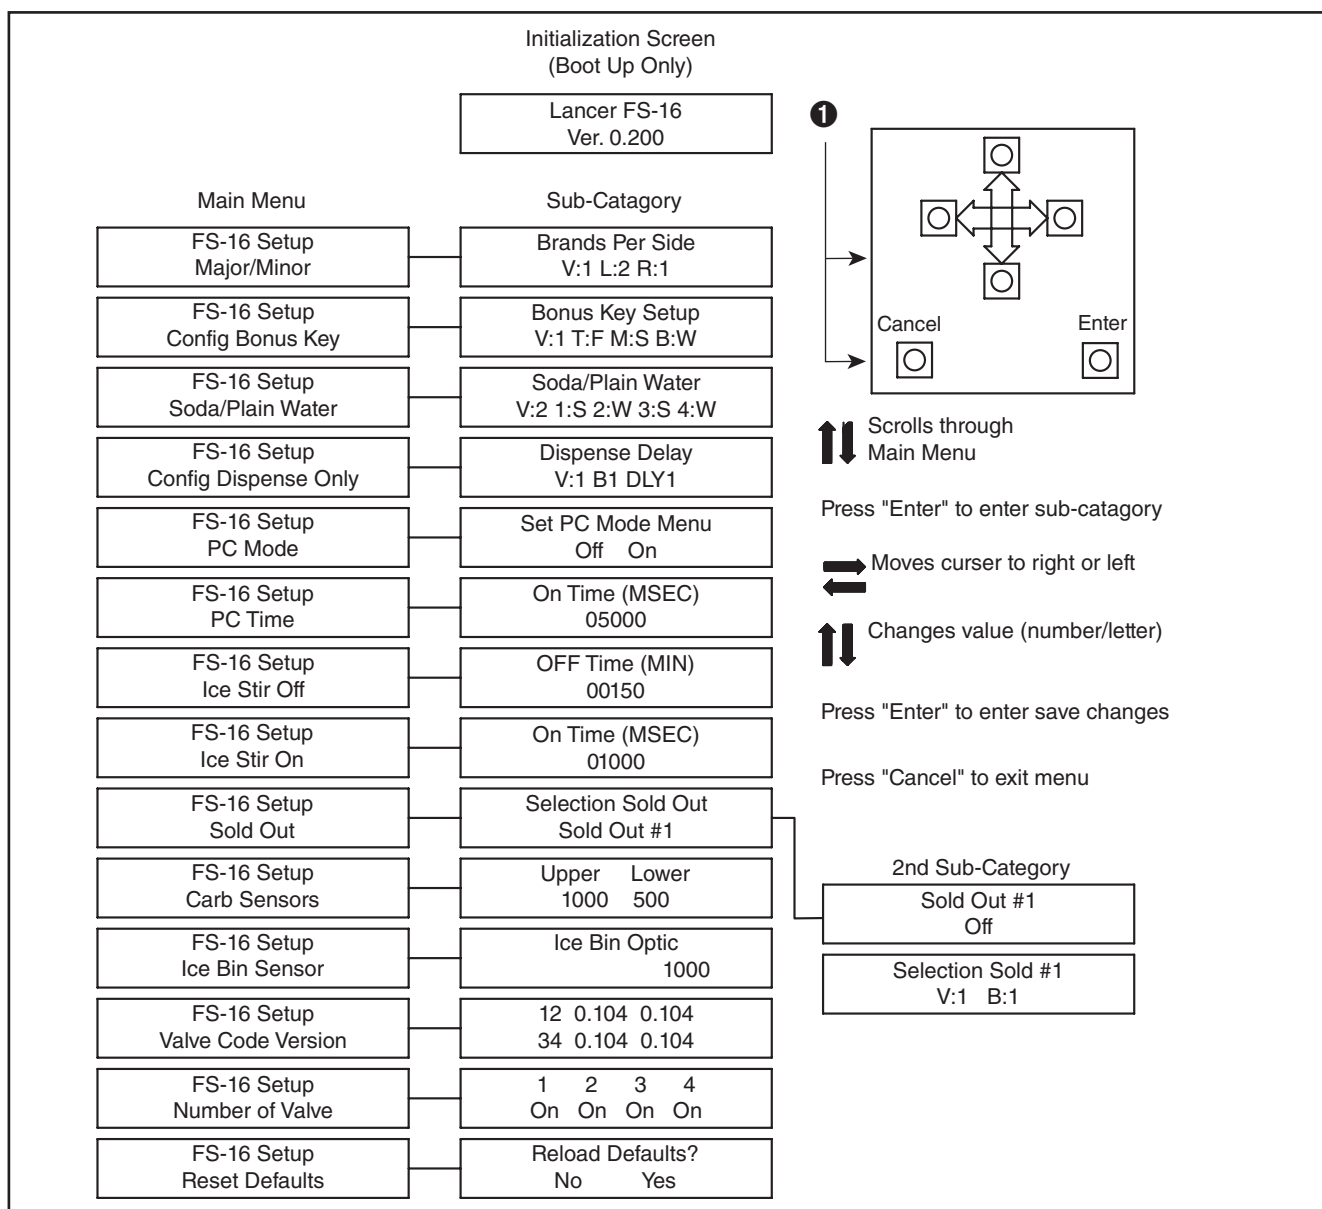 Initialization Screen
(Boot Up Only)
Lancer FS-16
Ver. 0.200
Main Menu
Sub-Catagory
FS-16 Setup
Major/Minor
Brands Per Side
V:1 L:2 R:1
FS-16 Setup
Config Bonus Key
Bonus Key Setup
V:1 T:F M:S B:W
FS-16 Setup
Soda/Plain Water
Soda/Plain Water
V:2 1:S 2:W 3:S 4:W
FS-16 Setup
Config Dispense Only
Dispense Delay
V:1 B1 DLY1
FS-16 Setup
PC Mode
Set PC Mode Menu
Off On
FS-16 Setup
PC Time
On Time (MSEC)
05000
FS-16 Setup
Ice Stir Off
OFF Time (MIN)
00150
FS-16 Setup
Ice Stir On
On Time (MSEC)
01000
FS-16 Setup
Sold Out
Selection Sold Out
Sold Out #1
FS-16 Setup
Carb Sensors
Upper Lower
1000 500
FS-16 Setup
Ice Bin Sensor
Ice Bin Optic
1000
FS-16 Setup
Valve Code Version
12 0.104 0.104
34 0.104 0.104
FS-16 Setup
Number of Valve
1 2 3 4
On On On On
FS-16 Setup
Reset Defaults
Reload Defaults?
No Yes
1
Cancel
Enter
Scrolls through
Main Menu
Press "Enter" to enter sub-catagory
Moves curser to right or left
Changes value (number/letter)
Press "Enter" to enter save changes
Press "Cancel" to exit menu
2nd Sub-Category
Sold Out #1
Off
Selection Sold #1
V:1 B:1